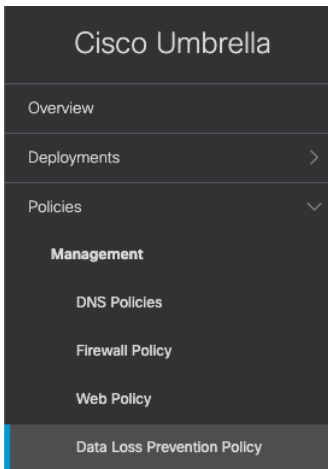 Cisco Umbrella
Overview
Deployments
Policies
Management
DNS Policies
Firewall Policy
Web Policy
Data Loss Prevention Policy